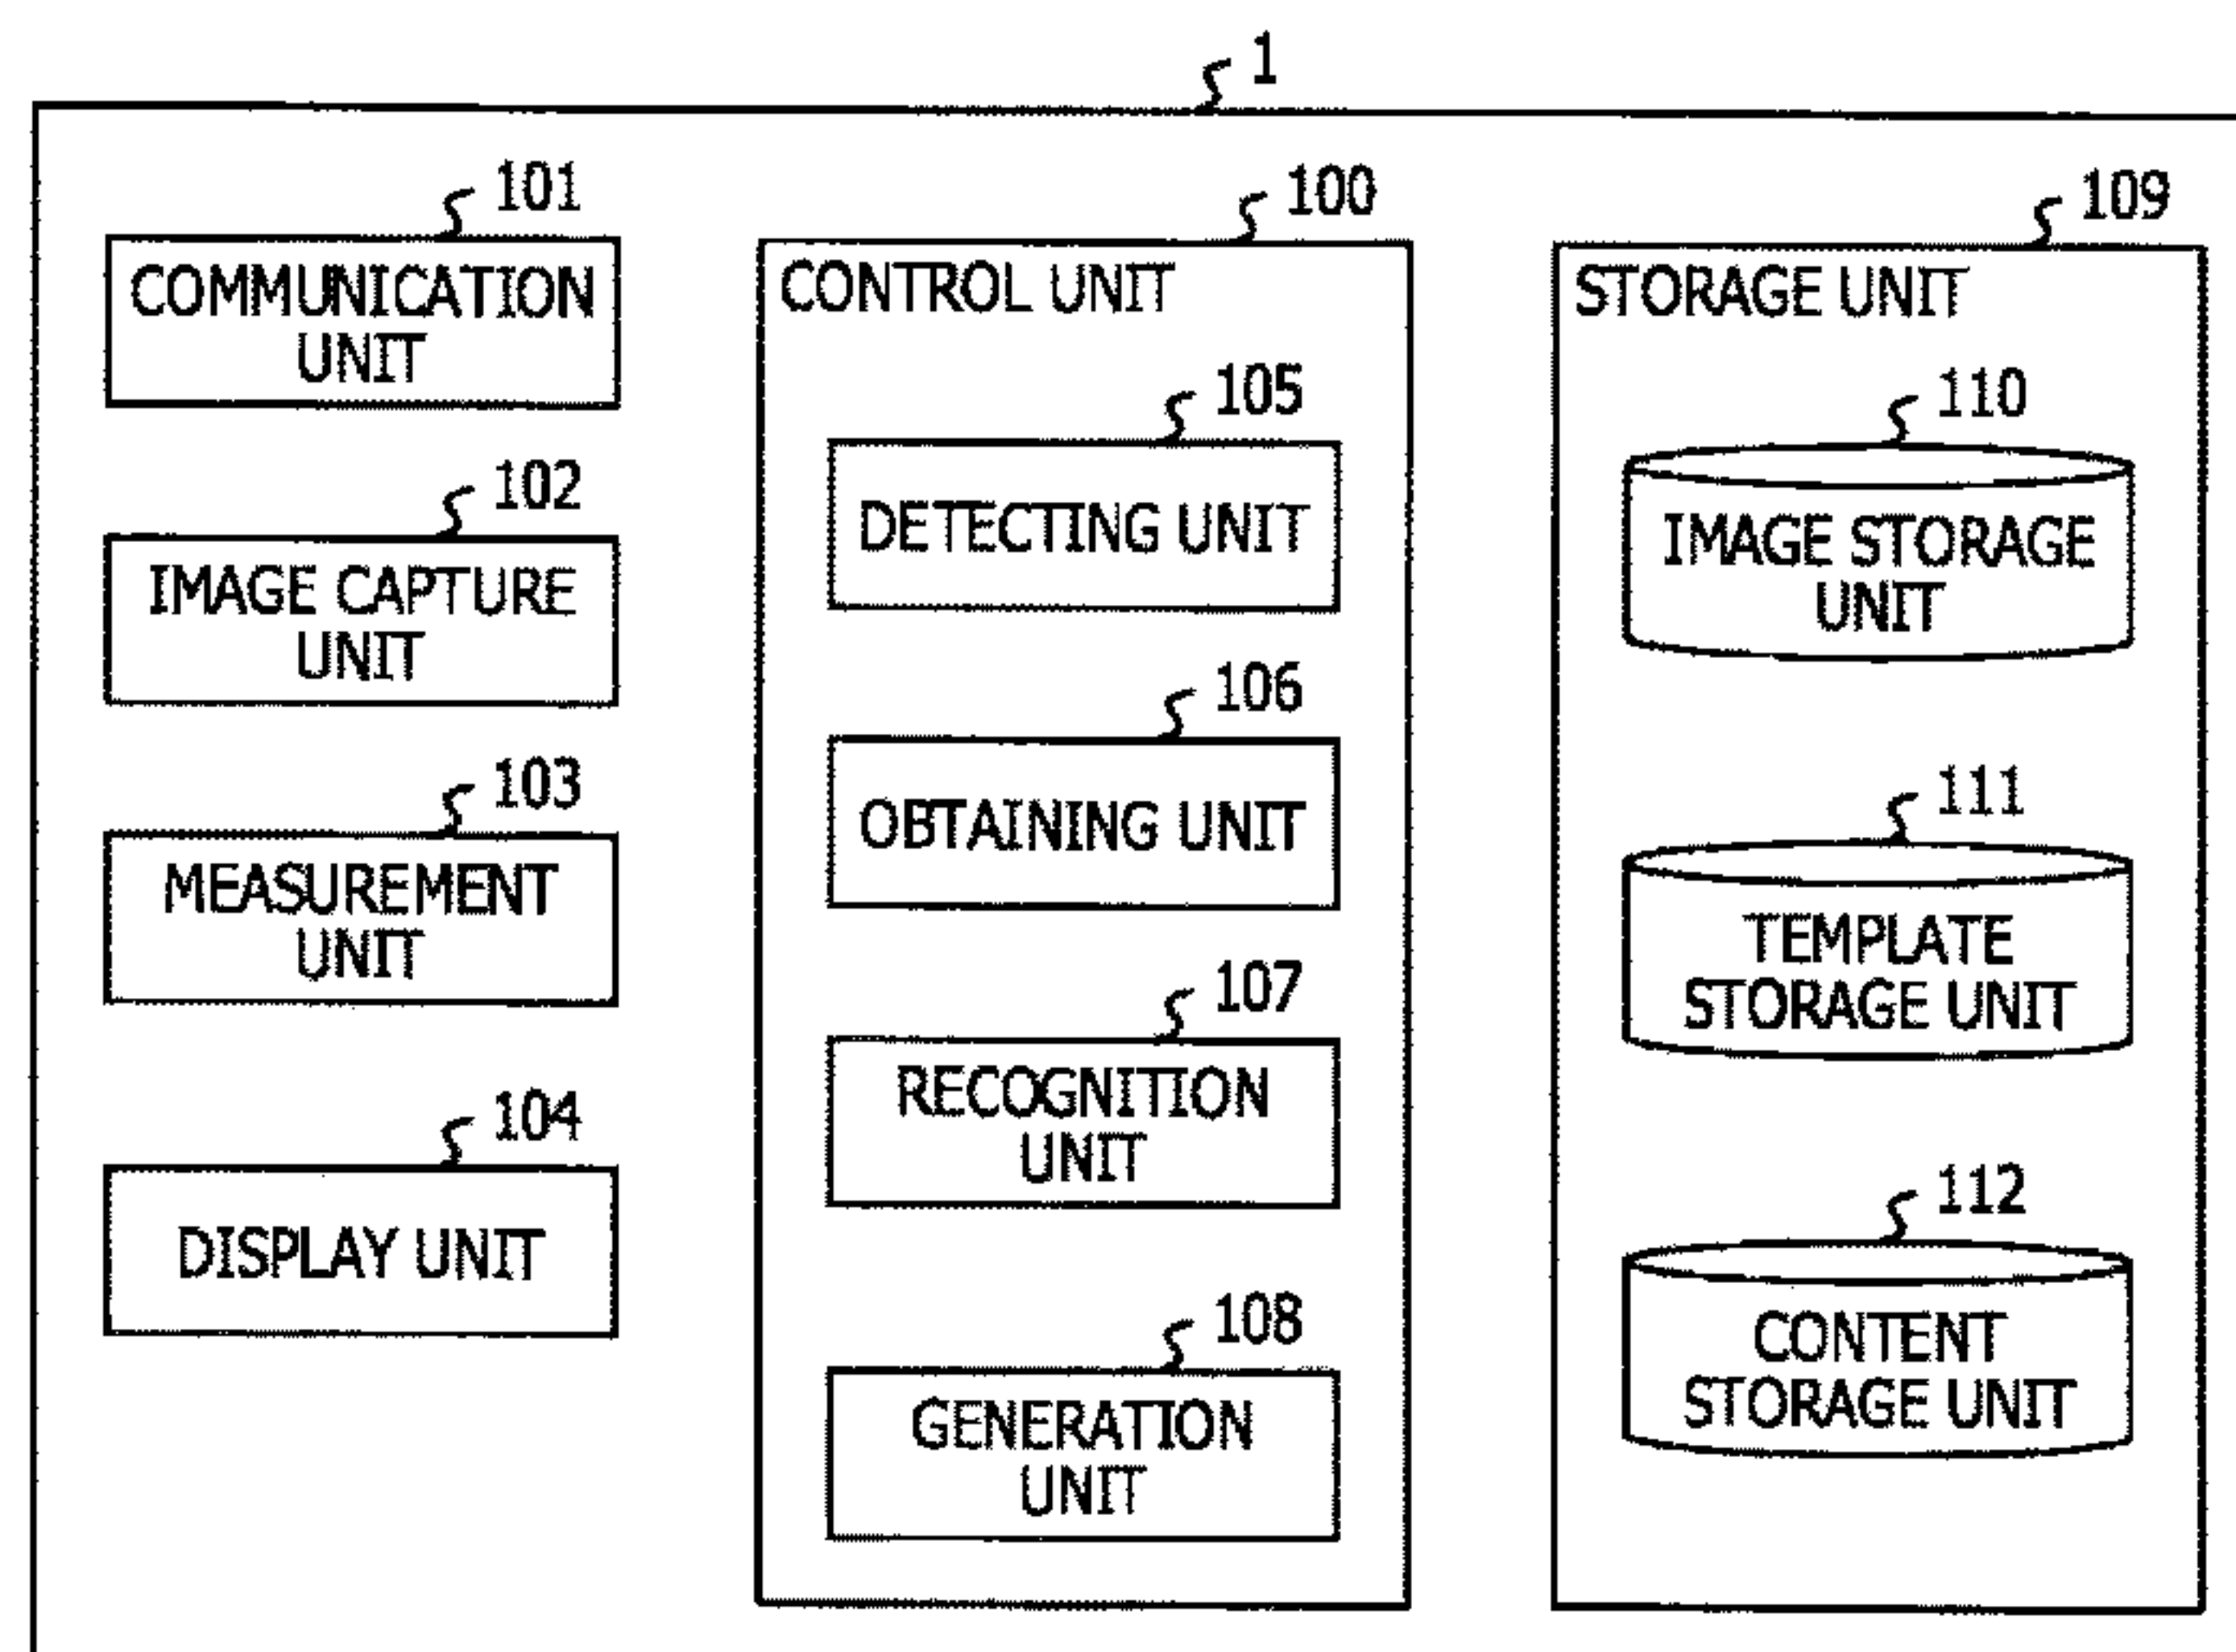 1
101
COMMUNICATION
UNIT
102
IMAGE CAPTURE
UNIT
103
MEASUREMENT
UNIT
104
DISPLAY UNIT
100
CONTROL UNIT
105
DETECTING UNIT
106
OBTAINING UNIT
107
RECOGNITION
UNIT
108
GENERATION
UNIT
109
STORAGE UNIT
110
IMAGE STORAGE
UNIT
111
TEMPLATE
STORAGE UNIT
112
CONTENT
STORAGE UNIT